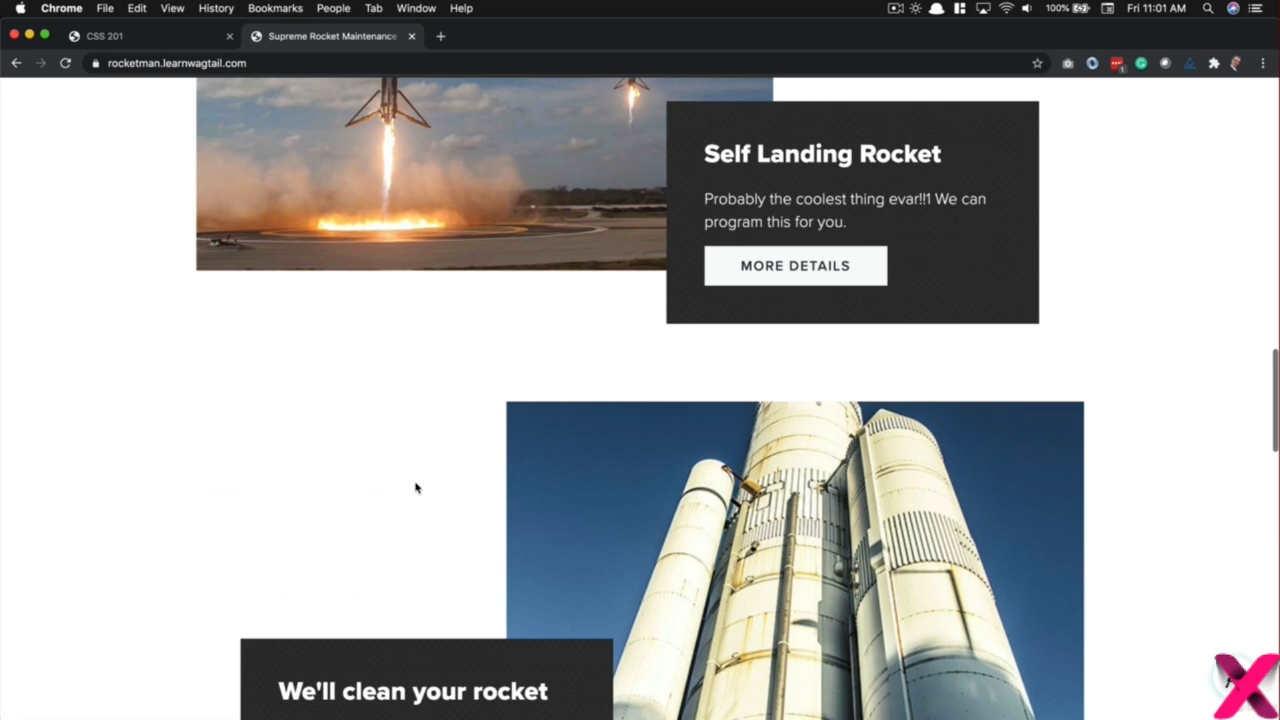 Chrome File Edit View History Bookmarks People Tab Window Help 100% Fri 11:01 AM
CSS 201 Supreme Rocket Maintenance
rocketman.learnwagtail.com
Self Landing Rocket
Probably the coolest thing evar!!1 We can
program this for you.
MORE DETAILS
We'll clean your rocket